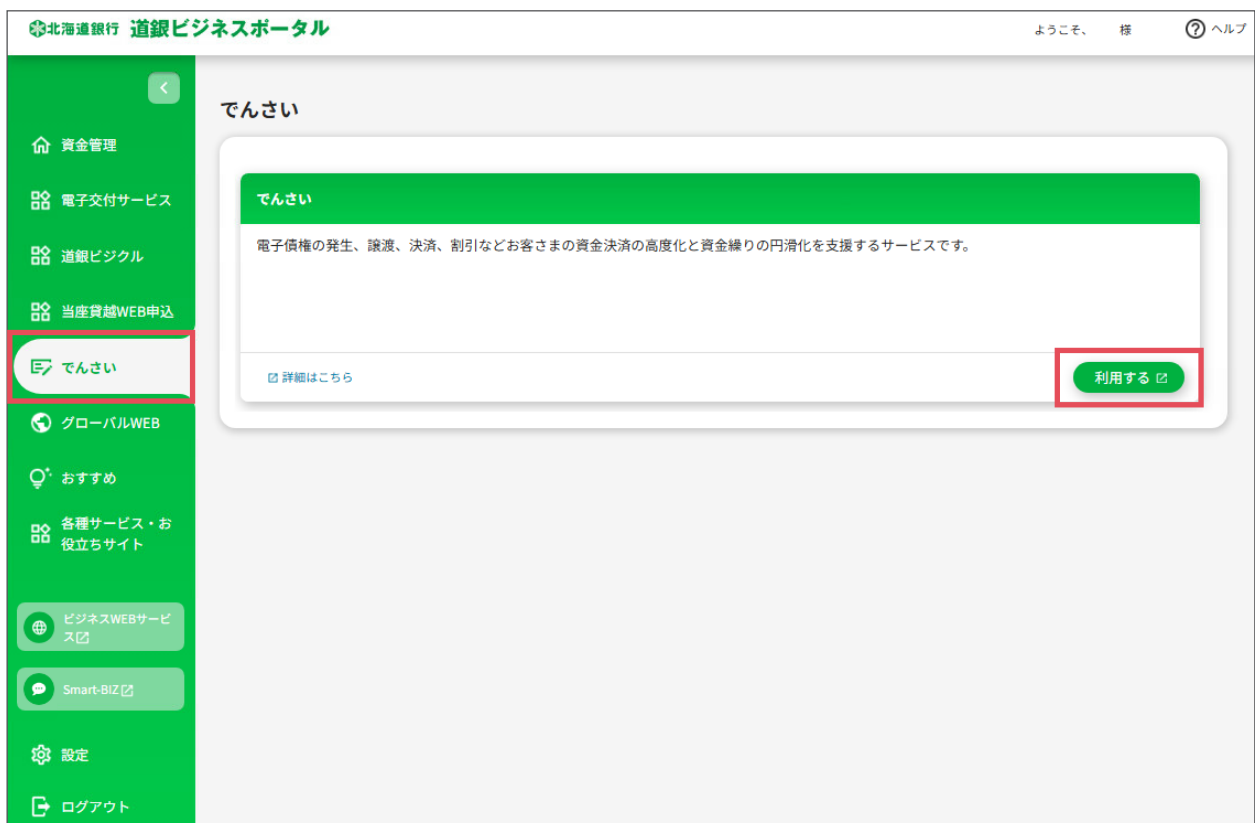 北海道銀行 道銀ビジネスポータル
ようこそ、 様
ヘルプ
資金管理
電子交付サービス
道銀ビジクル
当座貸越WEB申込
でんさい
グローバルWEB
おすすめ
各種サービス・お
役立ちサイト
ビジネスWEBサービ
ス
Smart-BIZ
設定
ログアウト
でんさい
でんさい
電子債権の発生、譲渡、決済、割引などお客さまの資金決済の高度化と資金繰りの円滑化を支援するサービスです。
詳細はこちら
利用する